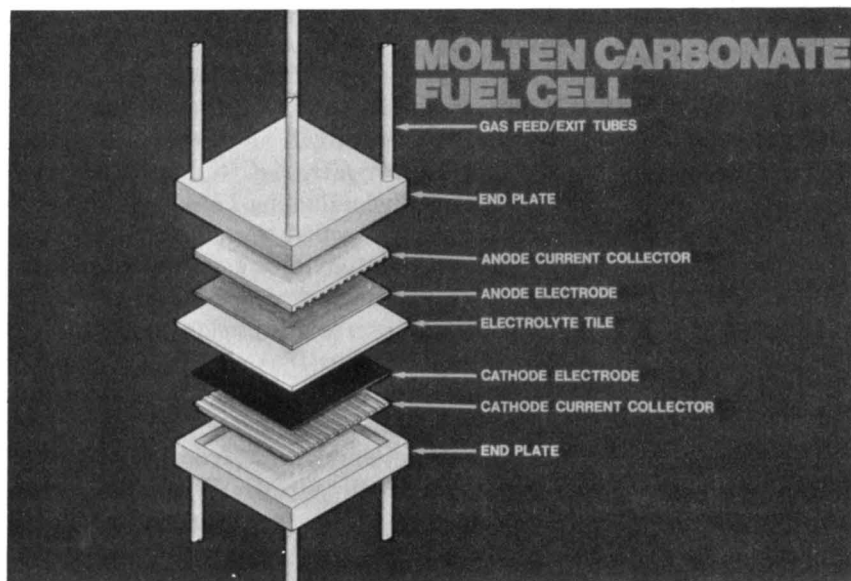 MOLTEN CARBONATE
FUEL CELL
GAS FEED/EXIT TUBES
END PLATE
ANODE CURRENT COLLECTOR
ANODE ELECTRODE
ELECTROLYTE TILE
CATHODE ELECTRODE
CATHODE CURRENT COLLECTOR
END PLATE